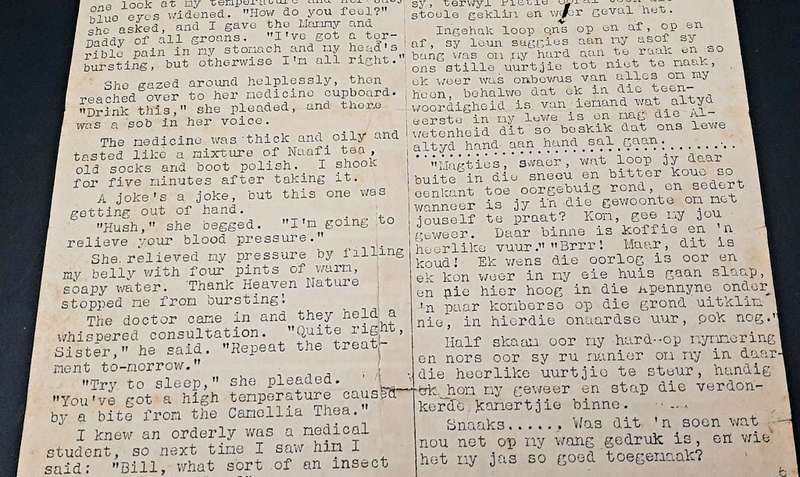 one look at my temperature and her
blue eyes widened. "How do you feel?"
she asked, and I gave the Mammy and
Daddy of all groans. "I've got a ter-
rible pain in my stomach and my head's
bursting, but otherwise I'm all right."
She gazed around helplessly, then
reached over to her medicine cupboard.
"Drink this," she pleaded, and there
was a sob in her voice.
The medicine was thick and oily and
tasted like a mixture of Naafi tea,
old socks and boot polish. I shook
for five minutes after taking it.
A joke's a joke, but this one was
getting out of hand.
"Hush," she begged. "I'm going to
relieve your blood pressure."
She relieved my pressure by filling
my belly with four pints of warm,
soapy water. Thank Heaven Nature
stopped me from bursting!
The doctor came in and they held a
whispered consultation. "Quite right,
Sister," he said. "Repeat the treat-
ment to-morrow."
"Try to sleep," she pleaded.
"You've got a high temperature caused
by a bite from the Camellia Thea."
I knew an orderly was a medical
student, so next time I saw him I
said: "Bill, what sort of an insect
sy, terwyl Pietie
stoele geklim en weer geval het.
Ingehak loop ons op en af, op en
af, sy leun suggies aan my asof sy
bang was om my hard aan te raak en so
ons stille uurtjie tot niet te maak,
ek weer was onbewus van alles om my
heen, behalwe dat ek in die teen-
woordigheid is van iemand wat altyd
eerste in my lewe is en mag die Al-
wetenheid dit so beskik dat ons lewe
altyd hand aan hand sal gaan.
"Magties, swaer, wat loop jy daar
buite in die sneeu en bitter koue so
eenkant toe oorgebuig rond, en sedert
wanneer is jy in die gewoonte om met
jouself te praat? Kom, gee my jou
geweer. Daar binne is koffie en 'n
heerlike vuur." "Brrr! Maar, dit is
koud! Ek wens die oorlog is oor en
ek kon weer in my eie huis gaan slaap,
en nie hier hoog in die Apennyne onder
'n paar komberse op die grond uitklim
nie, in hierdie onaardse uur, ook nog."
Half skaam oor my hard-op mymmering
en nors oor sy ru manier om my in daar-
die heerlike uurtjie te steur, handig
ek hom my geweer en stap die verdon-
kerde kamertjie binne.
Snaaks...... Was dit 'n soen wat
nou net op my wang gedruk is, en wie
het my jas so goed toegemaak?